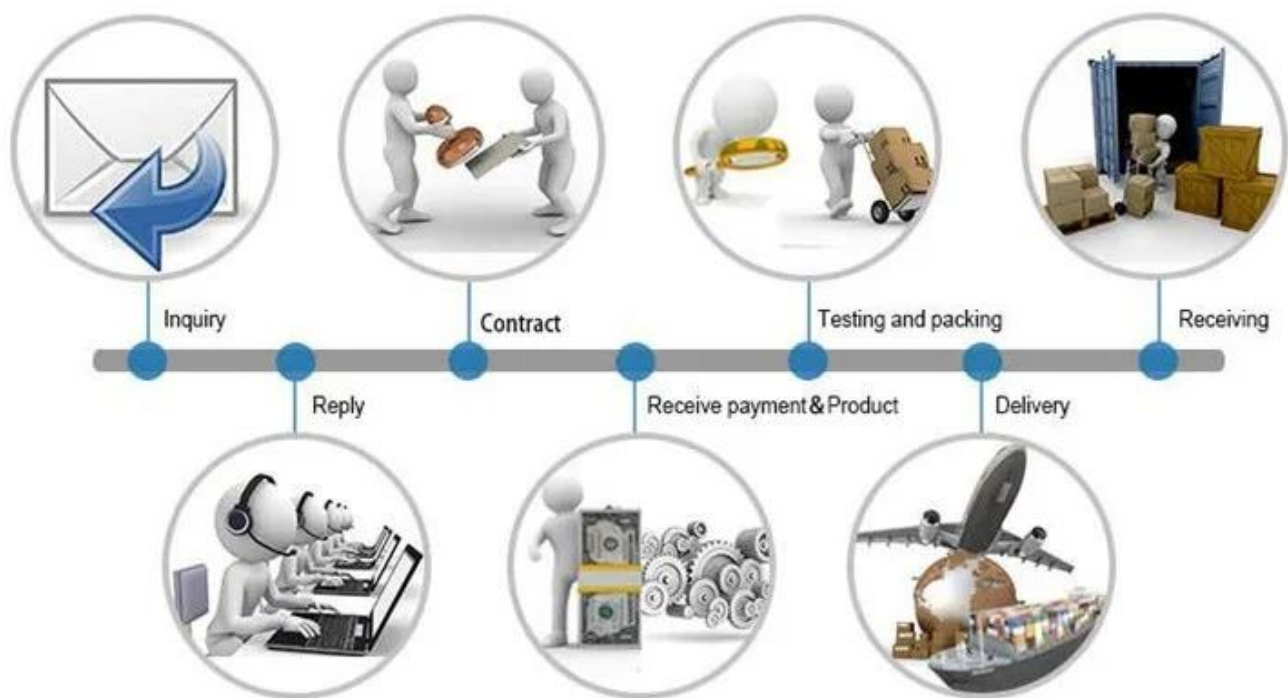 Inquiry
Contract
Testing and packing
Receiving
Reply
Receive payment & Product
Delivery